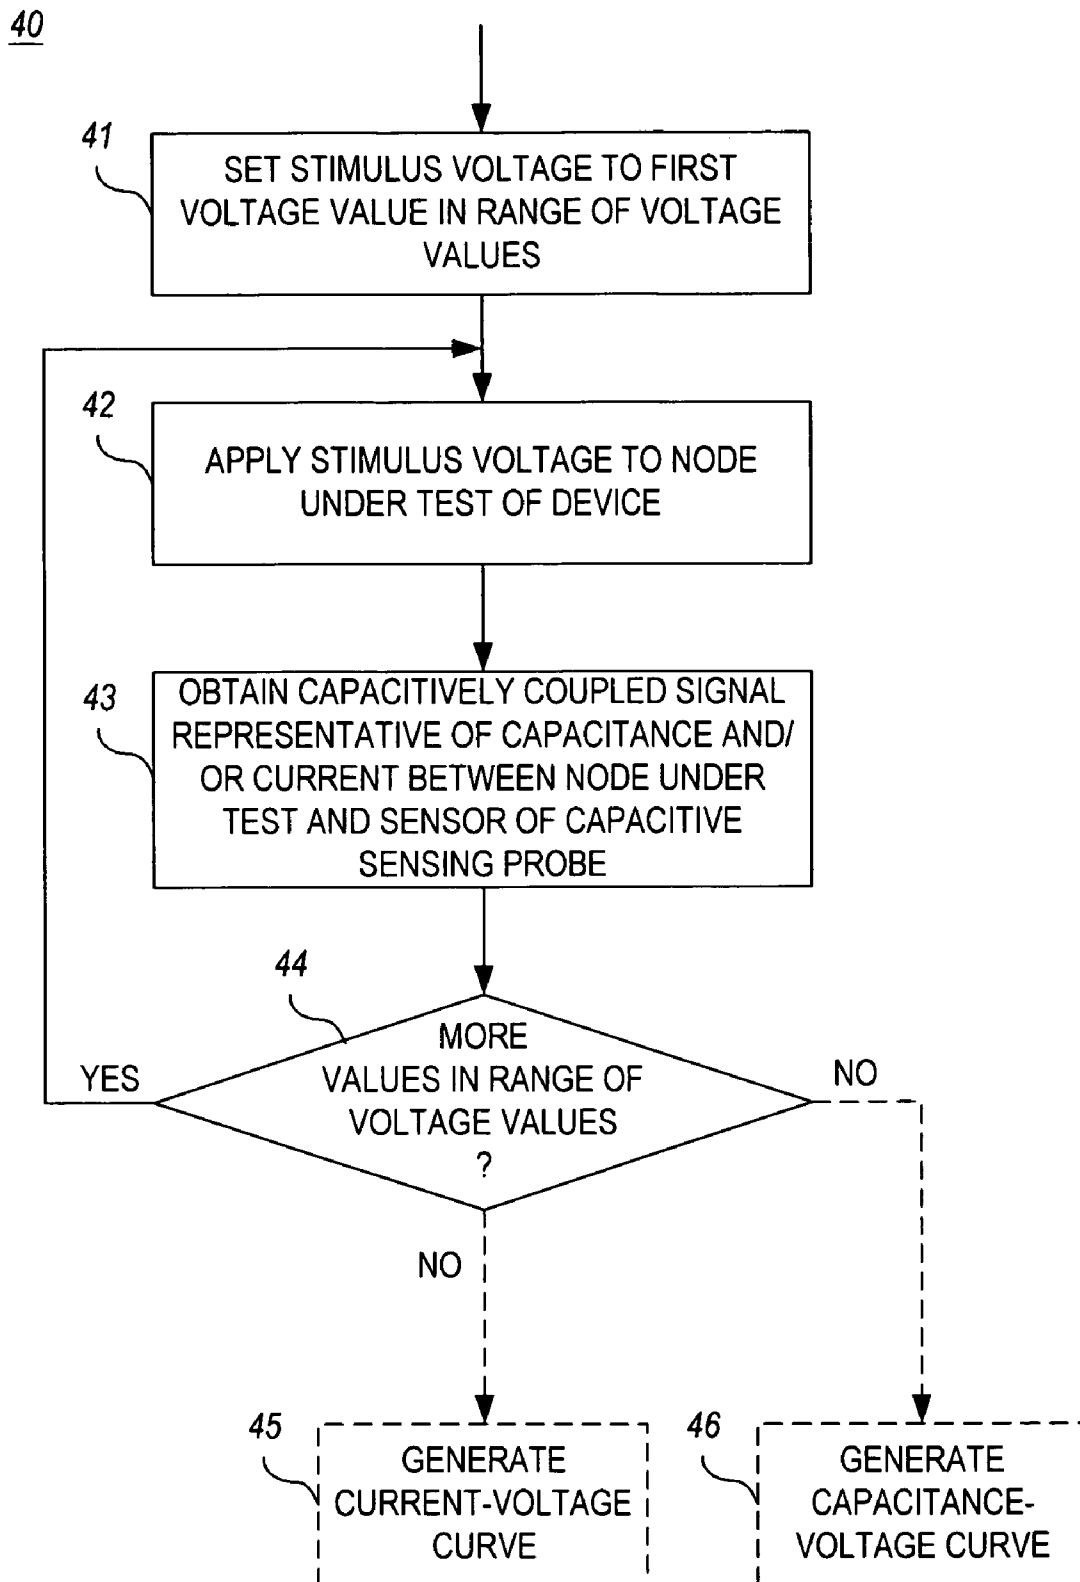 40
41
SET STIMULUS VOLTAGE TO FIRST
VOLTAGE VALUE IN RANGE OF VOLTAGE
VALUES
42
APPLY STIMULUS VOLTAGE TO NODE
UNDER TEST OF DEVICE
43
OBTAIN CAPACITIVELY COUPLED SIGNAL
REPRESENTATIVE OF CAPACITANCE AND/
OR CURRENT BETWEEN NODE UNDER
TEST AND SENSOR OF CAPACITIVE
SENSING PROBE
44
MORE
VALUES IN RANGE OF
VOLTAGE VALUES
?
YES
NO
NO
45
GENERATE
CURRENT-VOLTAGE
CURVE
46
GENERATE
CAPACITANCE-
VOLTAGE CURVE